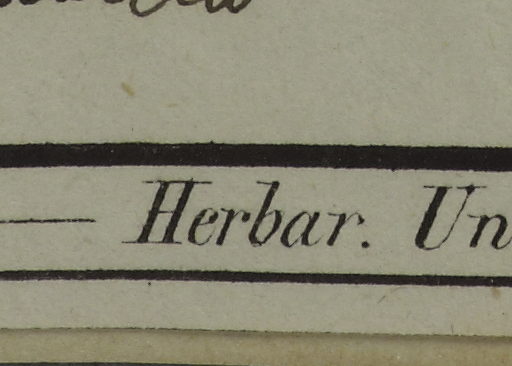 — Herbar. Un